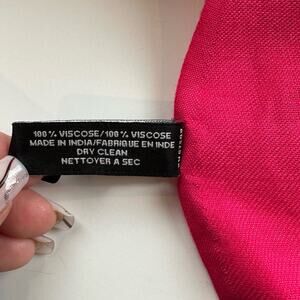 100% VISCOSE/100% VISCOSE
MADE IN INDIA/FABRIQUE EN INDE
DRY CLEAN
NETTOYER A SEC